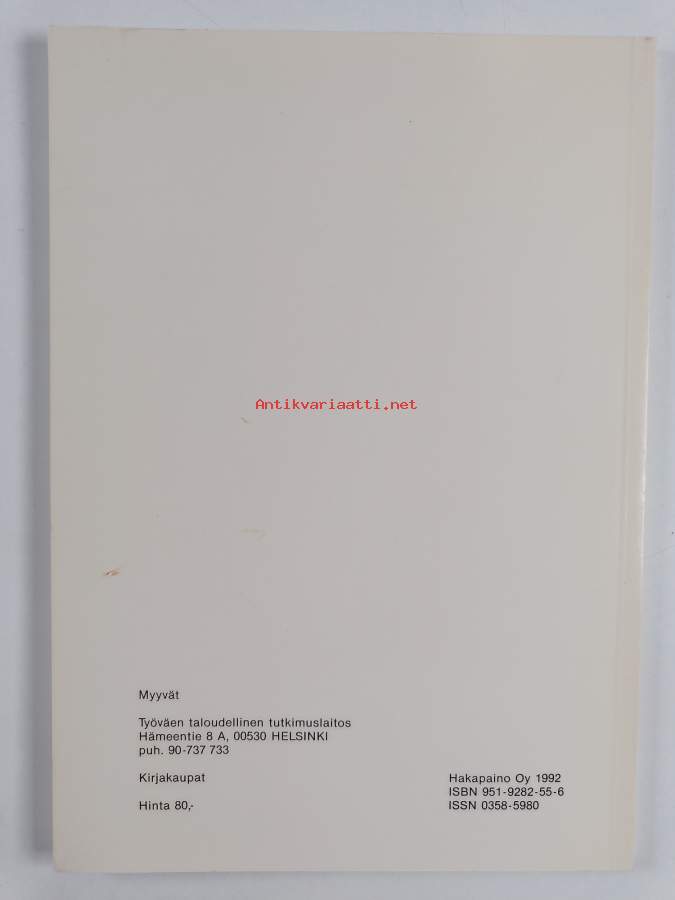 Antikvariaatti.net
Myyvät
Työväen taloudellinen tutkimuslaitos
Hämeentie 8 A, 00530 HELSINKI
puh. 90-737 733
Kirjakaupat
Hinta 80,-
Hakapaino Oy 1992
ISBN 951-9282-55-6
ISSN 0358-5980